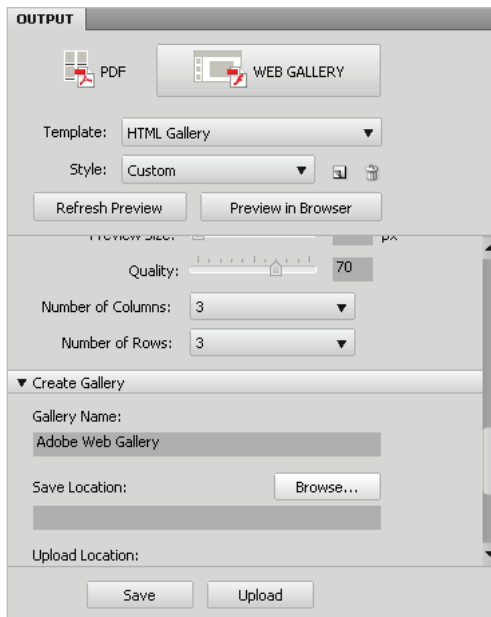 OUTPUT
PDF
WEB GALLERY
Template: HTML Gallery
Style: Custom
Refresh Preview Preview in Browser
Preview Size: px
Quality: 70
Number of Columns: 3
Number of Rows: 3
Create Gallery
Gallery Name:
Adobe Web Gallery
Save Location: Browse...
Upload Location:
Save Upload